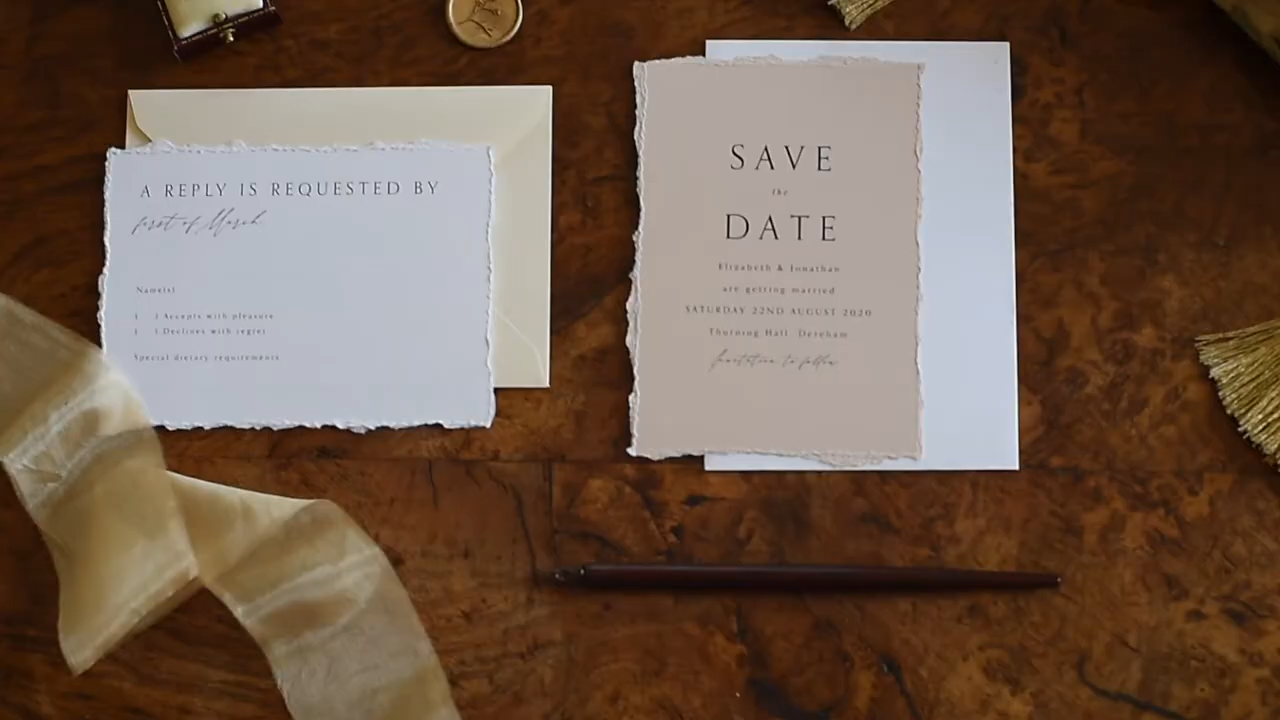 A REPLY IS REQUESTED BY
first of March
Name(s)
[ ] Accepts with pleasure
[ ] Declines with regret
Special dietary requirements
SAVE
the
DATE
Elizabeth & Jonathan
are getting married
SATURDAY 22ND AUGUST 2020
Thurning Hall, Dereham
Invitation to follow